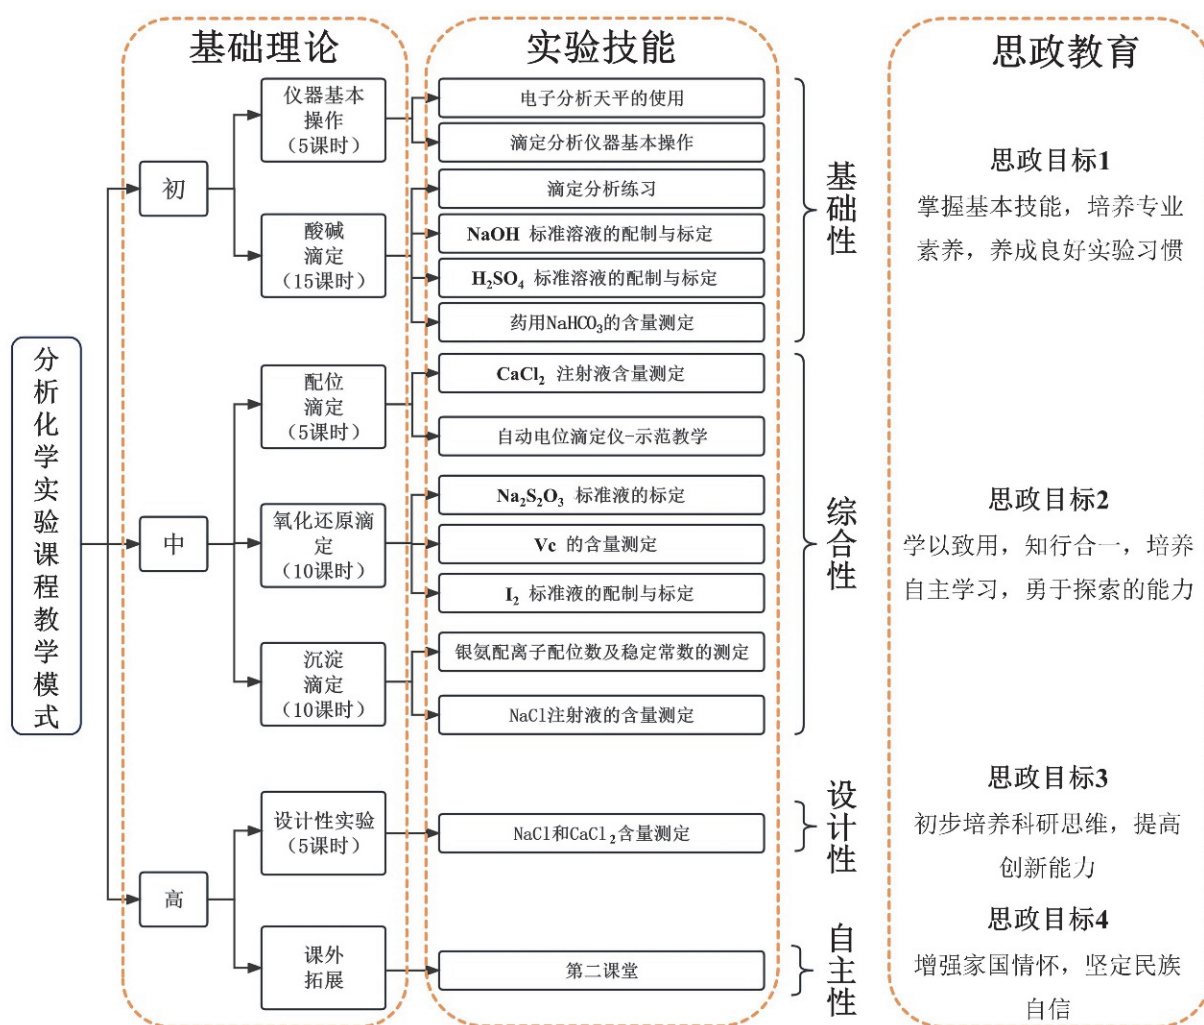 基础理论
实验技能
思政教育
分析化学实验课程教学模式
初
仪器基本
操作
(5课时)
电子分析天平的使用
滴定分析仪器基本操作
酸碱
滴定
(15课时)
滴定分析练习
NaOH 标准溶液的配制与标定
H₂SO₄ 标准溶液的配制与标定
药用NaHCO₃的含量测定
基础性
思政目标1
掌握基本技能，培养专业
素养，养成良好实验习惯
中
配位
滴定
(5课时)
CaCl₂ 注射液含量测定
自动电位滴定仪-示范教学
氧化还原滴
定
(10课时)
Na₂S₂O₃ 标准液的标定
Vc 的含量测定
I₂ 标准液的配制与标定
沉淀
滴定
(10课时)
银氨配离子配位数及稳定常数的测定
NaCl注射液的含量测定
综合性
思政目标2
学以致用，知行合一，培养
自主学习，勇于探索的能力
高
设计性实验
(5课时)
NaCl和CaCl₂含量测定
设计性
思政目标3
初步培养科研思维，提高
创新能力
课外
拓展
第二课堂
自主性
思政目标4
增强家国情怀，坚定民族
自信